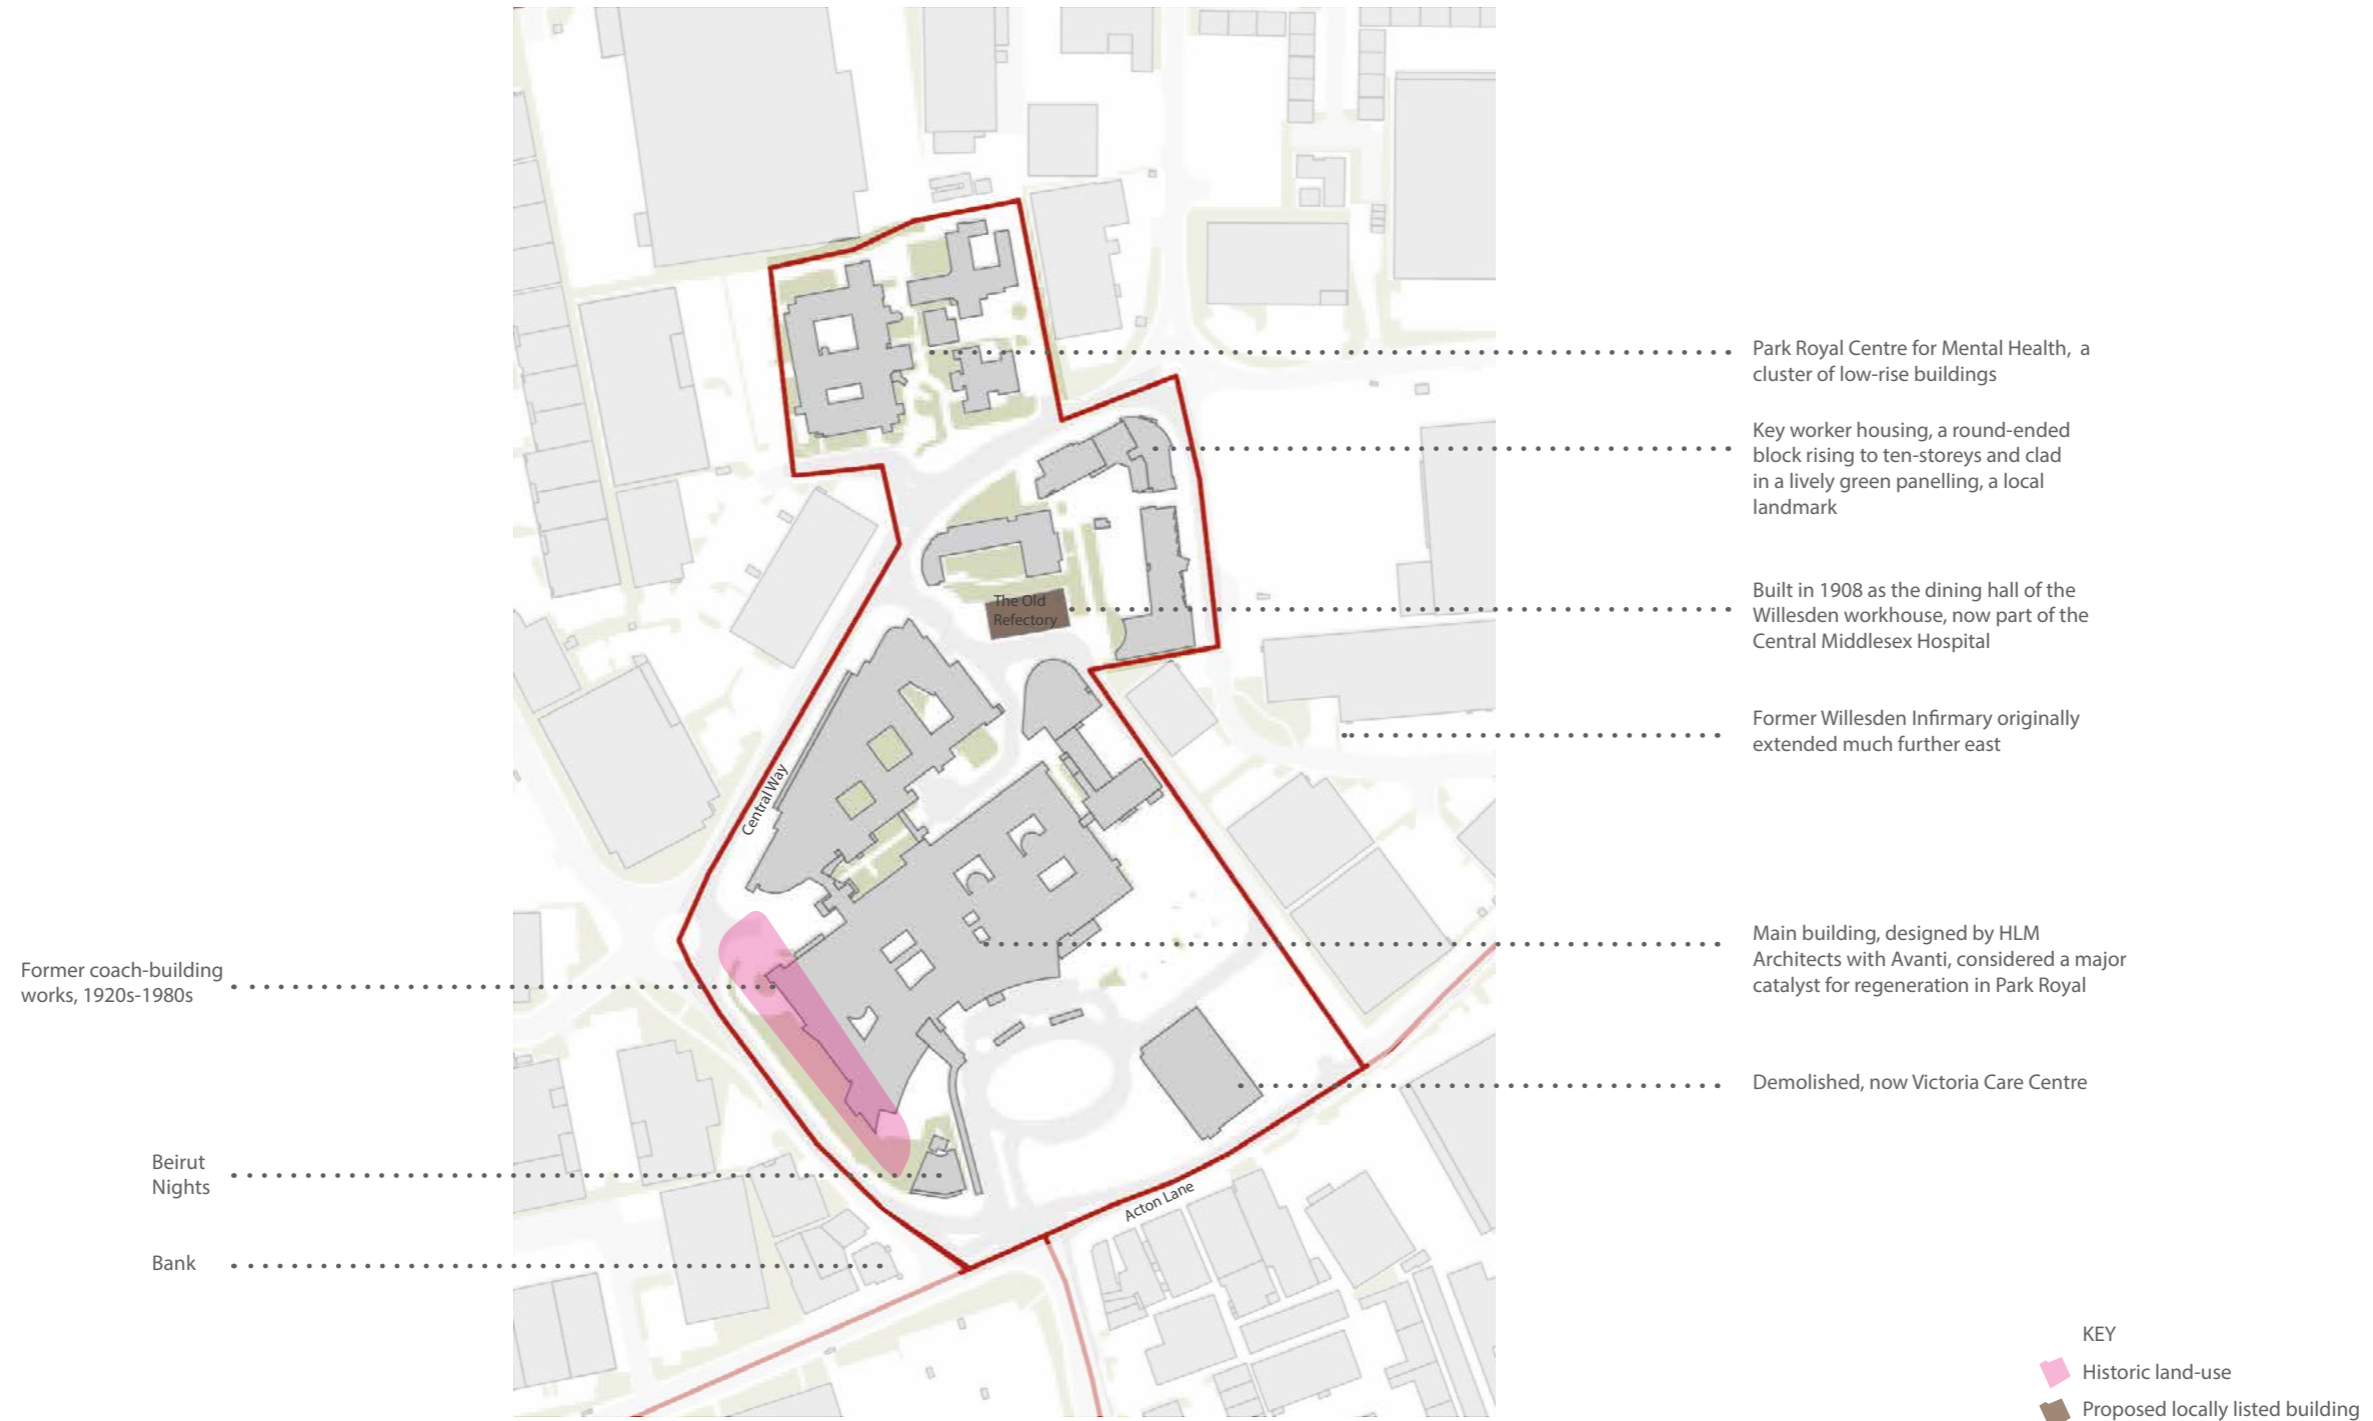 Park Royal Centre for Mental Health, a
cluster of low-rise buildings
Key worker housing, a round-ended
block rising to ten-storeys and clad
in a lively green panelling, a local
landmark
The Old
Refectory
Built in 1908 as the dining hall of the
Willesden workhouse, now part of the
Central Middlesex Hospital
Former Willesden Infirmary originally
extended much further east
Central Way
Main building, designed by HLM
Architects with Avanti, considered a major
catalyst for regeneration in Park Royal
Former coach-building
works, 1920s-1980s
Demolished, now Victoria Care Centre
Beirut
Nights
Acton Lane
Bank
KEY
Historic land-use
Proposed locally listed building